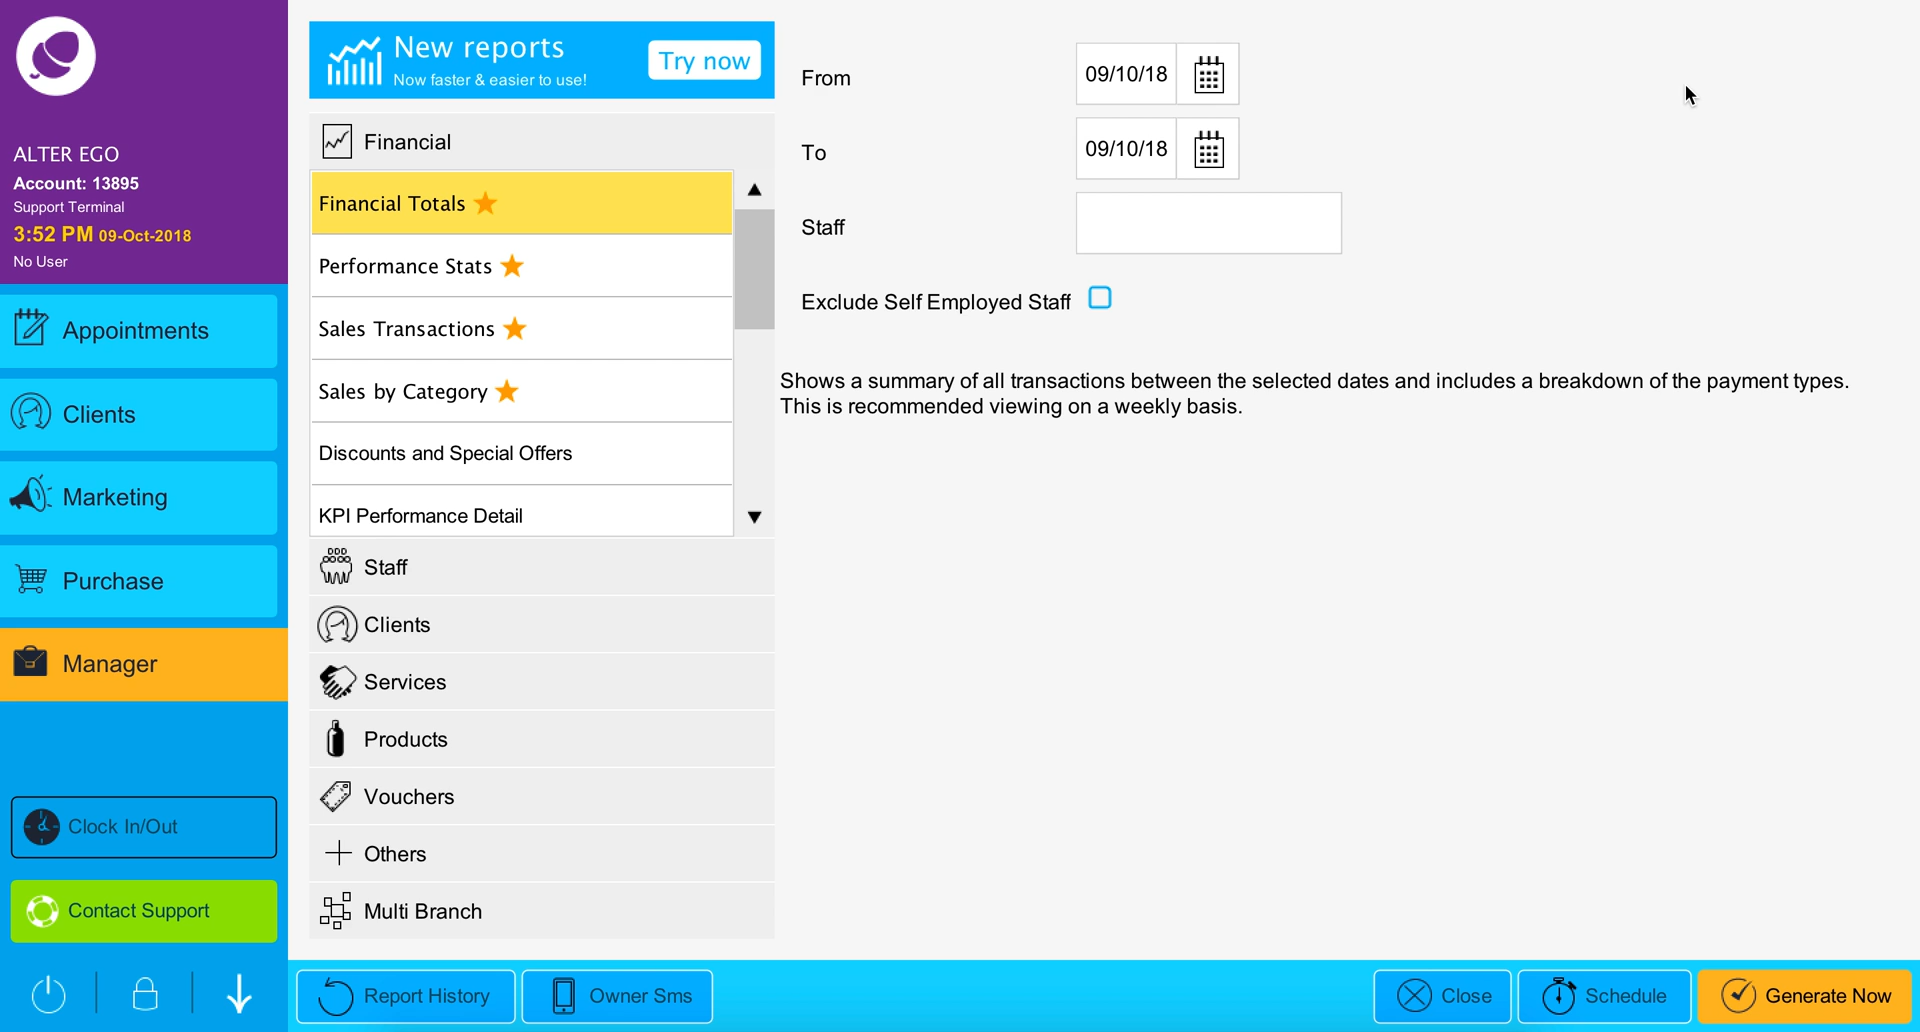 ALTER EGO
Account: 13895
Support Terminal
3:52 PM 09-Oct-2018
No User
Appointments
Clients
Marketing
Purchase
Manager
Clock In/Out
Contact Support
New reports
Now faster & easier to use!
Try now
Financial
Financial Totals
Performance Stats
Sales Transactions
Sales by Category
Discounts and Special Offers
KPI Performance Detail
Staff
Clients
Services
Products
Vouchers
Others
Multi Branch
From
09/10/18
To
09/10/18
Staff
Exclude Self Employed Staff
Shows a summary of all transactions between the selected dates and includes a breakdown of the payment types.
This is recommended viewing on a weekly basis.
Report History
Owner Sms
Close
Schedule
Generate Now